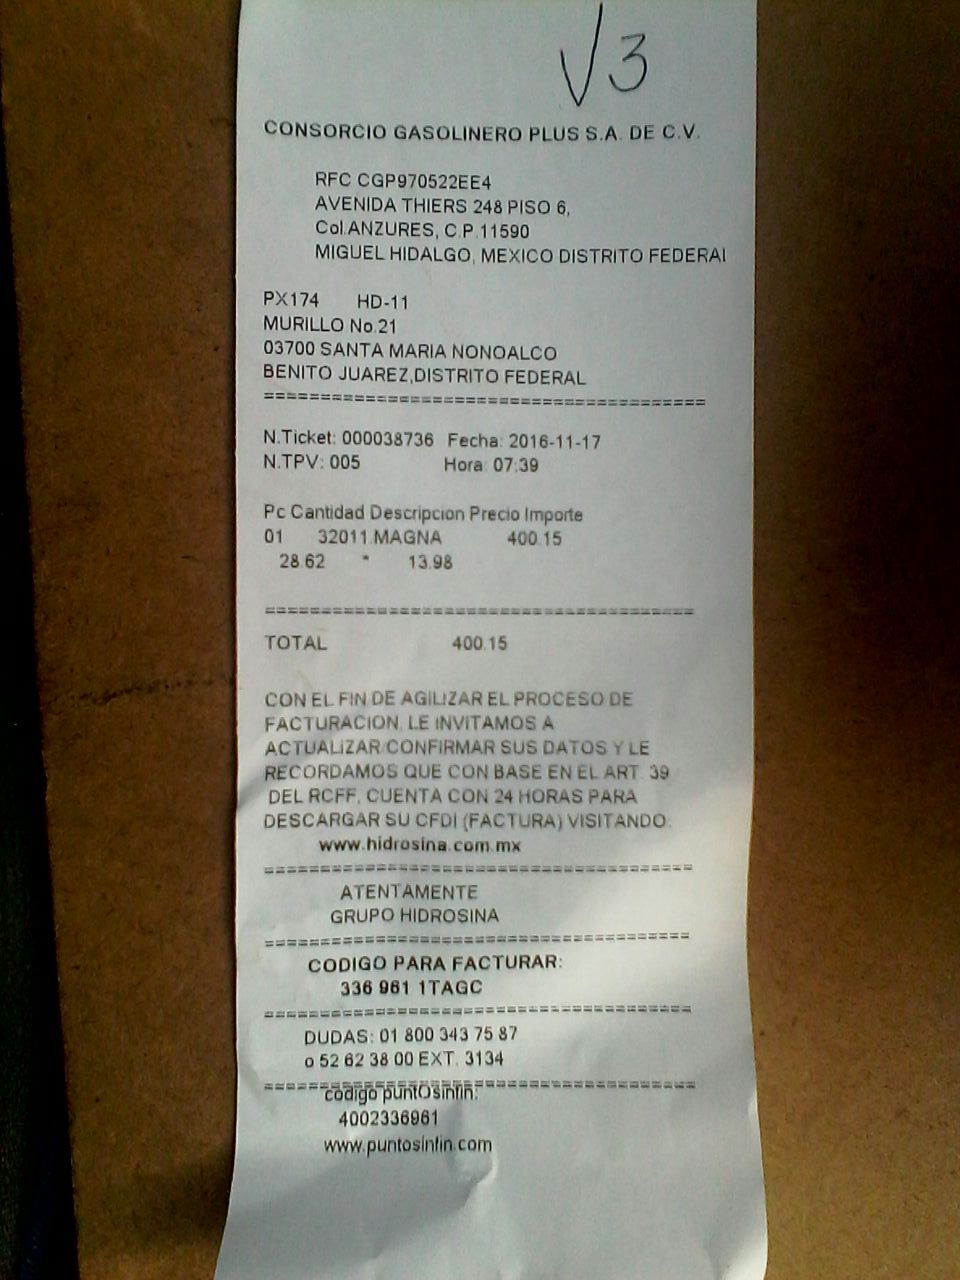 √3
CONSORCIO GASOLINERO PLUS S.A. DE C.V.
RFC CGP970522EE4
AVENIDA THIERS 248 PISO 6,
Col.ANZURES, C.P.11590
MIGUEL HIDALGO, MEXICO DISTRITO FEDERAL
PX174 HD-11
MURILLO No.21
03700 SANTA MARIA NONOALCO
BENITO JUAREZ,DISTRITO FEDERAL
=======================================
N.Ticket: 000038736 Fecha: 2016-11-17
N.TPV: 005 Hora: 07:39
Pc Cantidad Descripcion Precio Importe
01 32011 MAGNA 400.15
28.62 * 13.98
======================================
TOTAL 400.15
CON EL FIN DE AGILIZAR EL PROCESO DE
FACTURACION, LE INVITAMOS A
ACTUALIZAR/CONFIRMAR SUS DATOS Y LE
RECORDAMOS QUE CON BASE EN EL ART. 39
DEL RCFF, CUENTA CON 24 HORAS PARA
DESCARGAR SU CFDI (FACTURA) VISITANDO:
www.hidrosina.com.mx
======================================
ATENTAMENTE
GRUPO HIDROSINA
======================================
CODIGO PARA FACTURAR:
336 961 1TAGC
======================================
DUDAS: 01 800 343 75 87
o 52 62 38 00 EXT. 3134
======================================
codigo puntOsinfin:
4002336961
www.puntosinfin.com